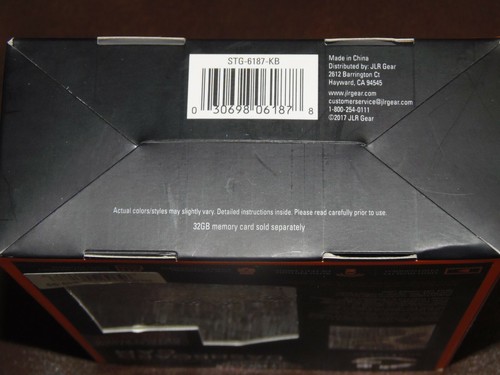 STG-6187-KB
0 30698 06187 8
Made in China
Distributed by: JLR Gear
2612 Barrington Ct
Hayward, CA 94545
www.jlrgear.com
customerservice@jlrgear.com
1-800-254-0111
©2017 JLR Gear
Actual colors/styles may slightly vary. Detailed instructions inside. Please read carefully prior to use.
32GB memory card sold separately